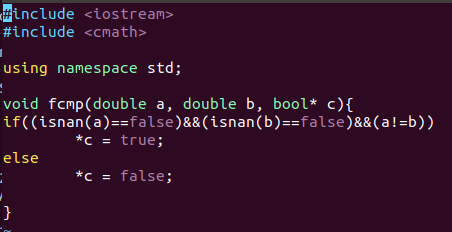 #include <iostream>
#include <cmath>
using namespace std;
void fcmp(double a, double b, bool* c){
if((isnan(a)==false)&&(isnan(b)==false)&&(a!=b))
        *c = true;
else
        *c = false;
}
~